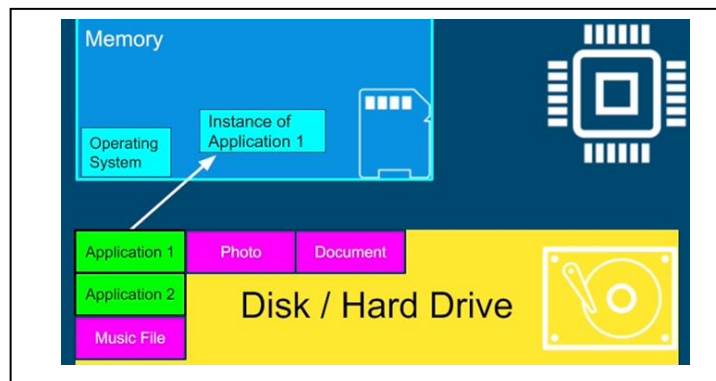 Memory
Instance of
Application 1
Operating
System
Application 1
Photo
Document
Application 2
Disk / Hard Drive
Music File